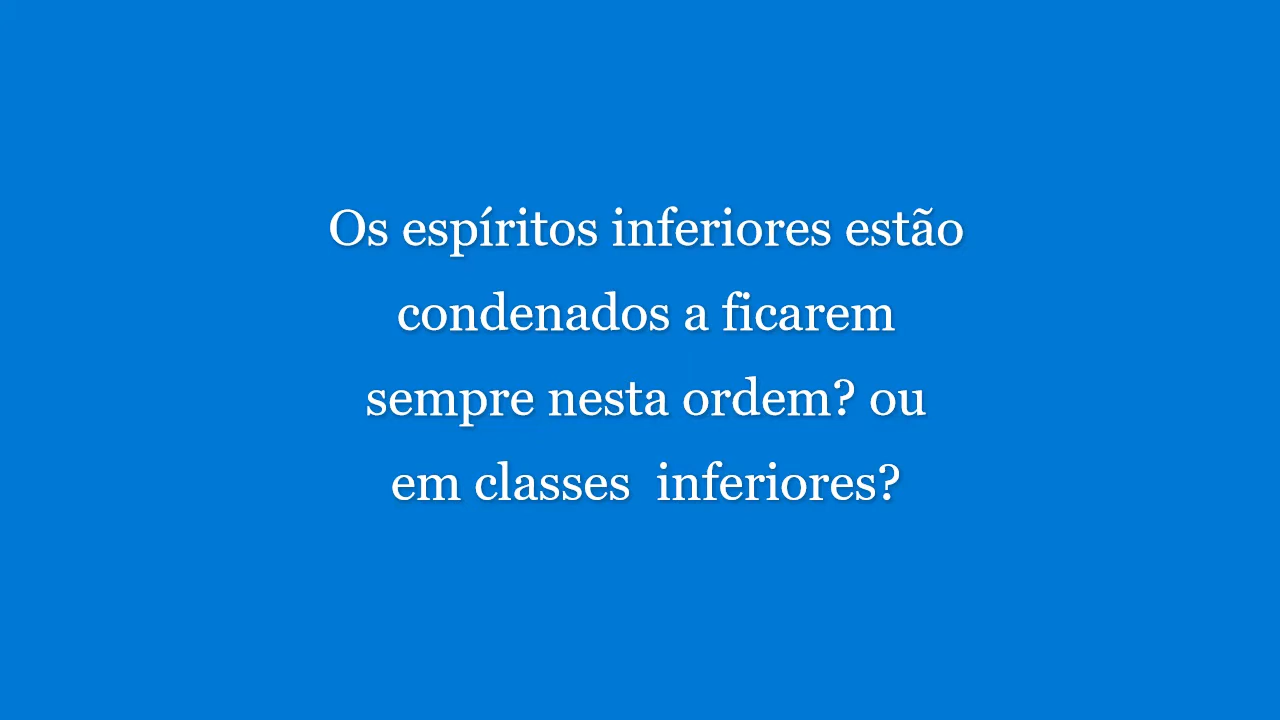 Os espíritos inferiores estão
condenados a ficarem
sempre nesta ordem? ou
em classes  inferiores?